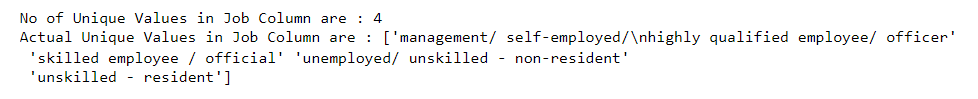 No of Unique Values in Job Column are : 4
Actual Unique Values in Job Column are : ['management/ self-employed/\nhighly qualified employee/ officer'
 'skilled employee / official' 'unemployed/ unskilled - non-resident'
 'unskilled - resident']